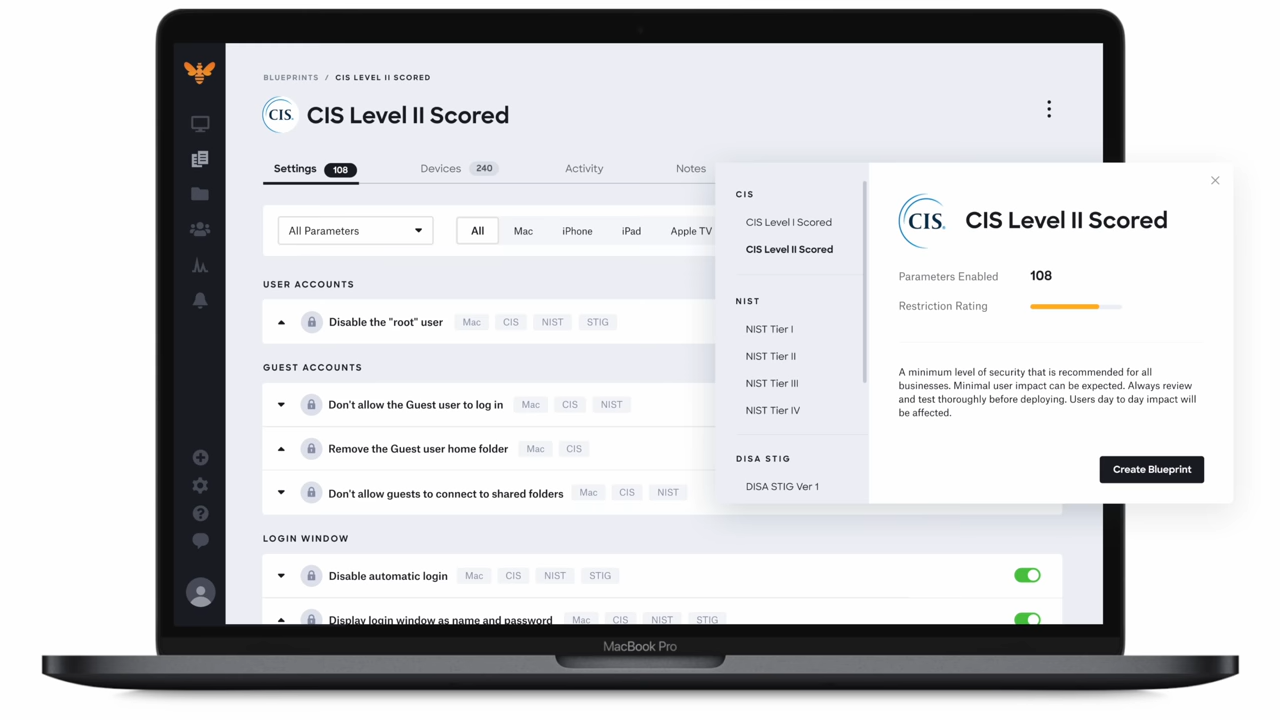 BLUEPRINTS / CIS LEVEL II SCORED
CIS.
CIS Level II Scored
Settings 108 Devices 240 Activity Notes
All Parameters All Mac iPhone iPad Apple TV
USER ACCOUNTS
Disable the "root" user Mac CIS NIST STIG
GUEST ACCOUNTS
Don't allow the Guest user to log in Mac CIS NIST
Remove the Guest user home folder Mac CIS
Don't allow guests to connect to shared folders Mac CIS NIST
LOGIN WINDOW
Disable automatic login Mac CIS NIST STIG
Display login window as name and password Mac CIS NIST STIG
CIS
CIS Level I Scored
CIS Level II Scored
NIST
NIST Tier I
NIST Tier II
NIST Tier III
NIST Tier IV
DISA STIG
DISA STIG Ver 1
CIS.
CIS Level II Scored
Parameters Enabled 108
Restriction Rating
A minimum level of security that is recommended for all
businesses. Minimal user impact can be expected. Always review
and test thoroughly before deploying. Users day to day impact will
be affected.
Create Blueprint
MacBook Pro